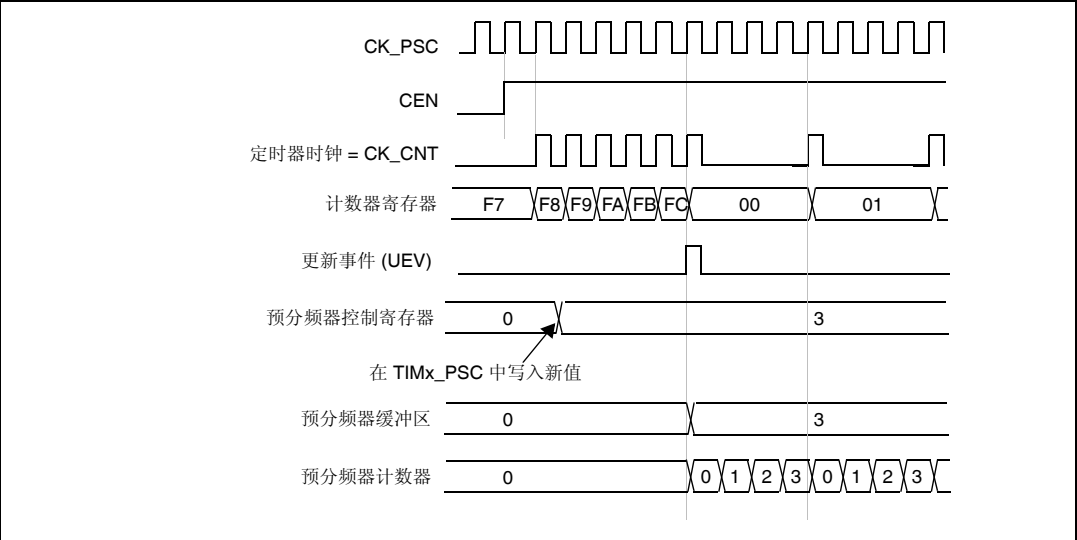 CK_PSC
CEN
定时器时钟 = CK_CNT
计数器寄存器 F7 F8 F9 FA FB FC 00 01
更新事件 (UEV)
预分频器控制寄存器 0 3
在 TIMx_PSC 中写入新值
预分频器缓冲区 0 3
预分频器计数器 0 0 1 2 3 0 1 2 3